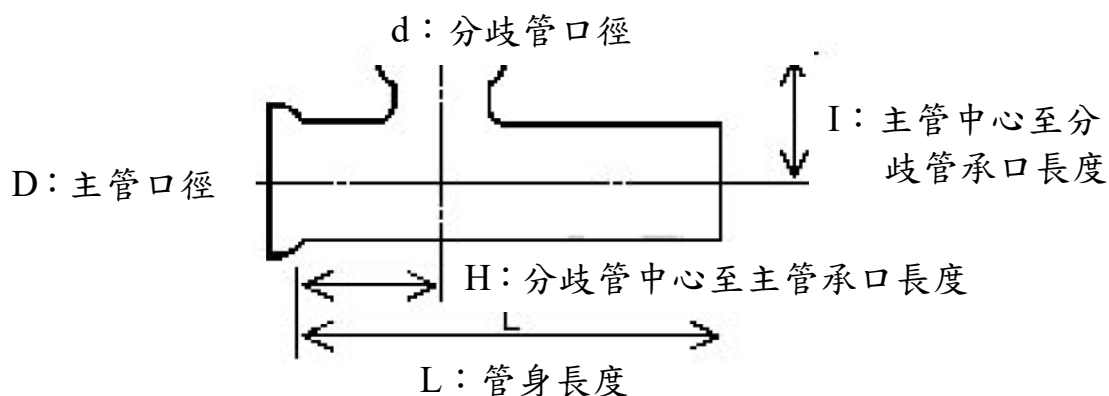 d：分歧管口徑
I：主管中心至分
歧管承口長度
D：主管口徑
H：分歧管中心至主管承口長度
L
L：管身長度